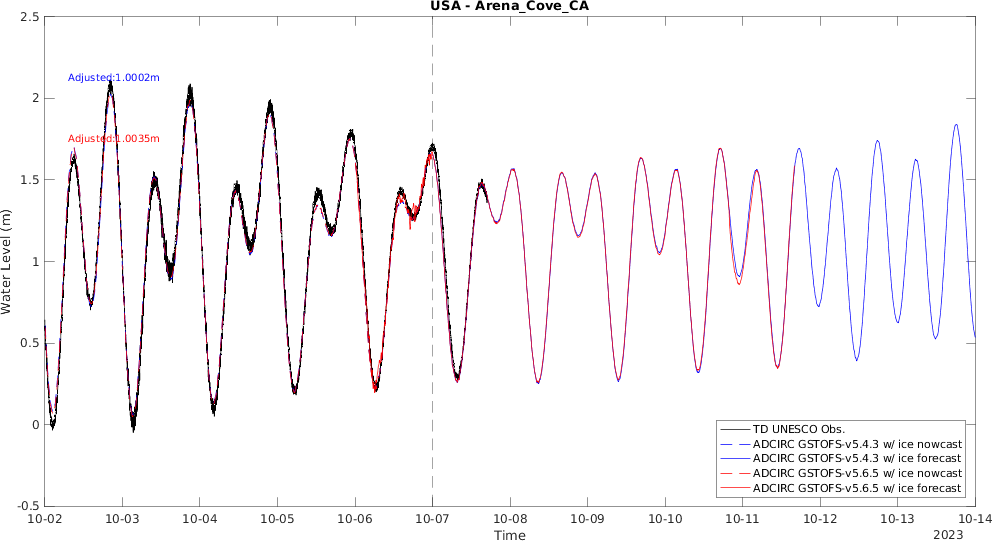 USA - Arena_Cove_CA
2.5
2
1.5
1
0.5
0
-0.5
Water Level (m)
Adjusted:1.0002m
Adjusted:1.0035m
TD UNESCO Obs.
ADCIRC GSTOFS-v5.4.3 w/ ice nowcast
ADCIRC GSTOFS-v5.4.3 w/ ice forecast
ADCIRC GSTOFS-v5.6.5 w/ ice nowcast
ADCIRC GSTOFS-v5.6.5 w/ ice forecast
10-02 10-03 10-04 10-05 10-06 10-07 10-08 10-09 10-10 10-11 10-12 10-13 10-14
Time
2023